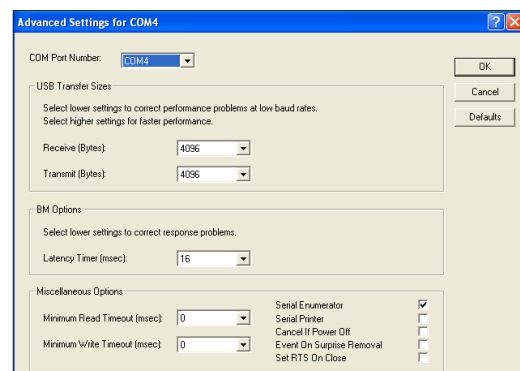 Advanced Settings for COM4
COM Port Number: COM4
OK
Cancel
Defaults
USB Transfer Sizes
Select lower settings to correct performance problems at low baud rates.
Select higher settings for faster performance.
Receive (Bytes): 4096
Transmit (Bytes): 4096
BM Options
Select lower settings to correct response problems.
Latency Timer (msec): 16
Miscellaneous Options
Minimum Read Timeout (msec): 0
Minimum Write Timeout (msec): 0
Serial Enumerator
Serial Printer
Cancel If Power Off
Event On Surprise Removal
Set RTS On Close